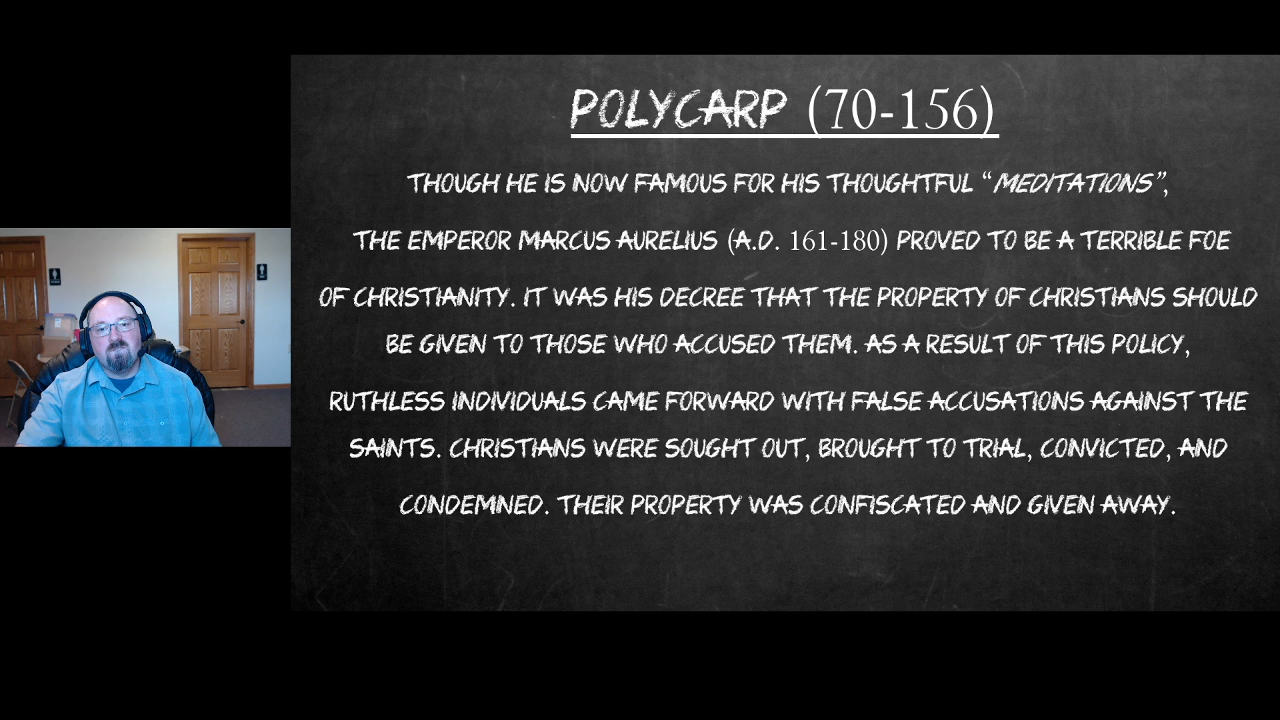 POLYCARP (70-156)
THOUGH HE IS NOW FAMOUS FOR HIS THOUGHTFUL “MEDITATIONS”,
THE EMPEROR MARCUS AURELIUS (A.D. 161-180) PROVED TO BE A TERRIBLE FOE
OF CHRISTIANITY. IT WAS HIS DECREE THAT THE PROPERTY OF CHRISTIANS SHOULD
BE GIVEN TO THOSE WHO ACCUSED THEM. AS A RESULT OF THIS POLICY,
RUTHLESS INDIVIDUALS CAME FORWARD WITH FALSE ACCUSATIONS AGAINST THE
SAINTS. CHRISTIANS WERE SOUGHT OUT, BROUGHT TO TRIAL, CONVICTED, AND
CONDEMNED. THEIR PROPERTY WAS CONFISCATED AND GIVEN AWAY.